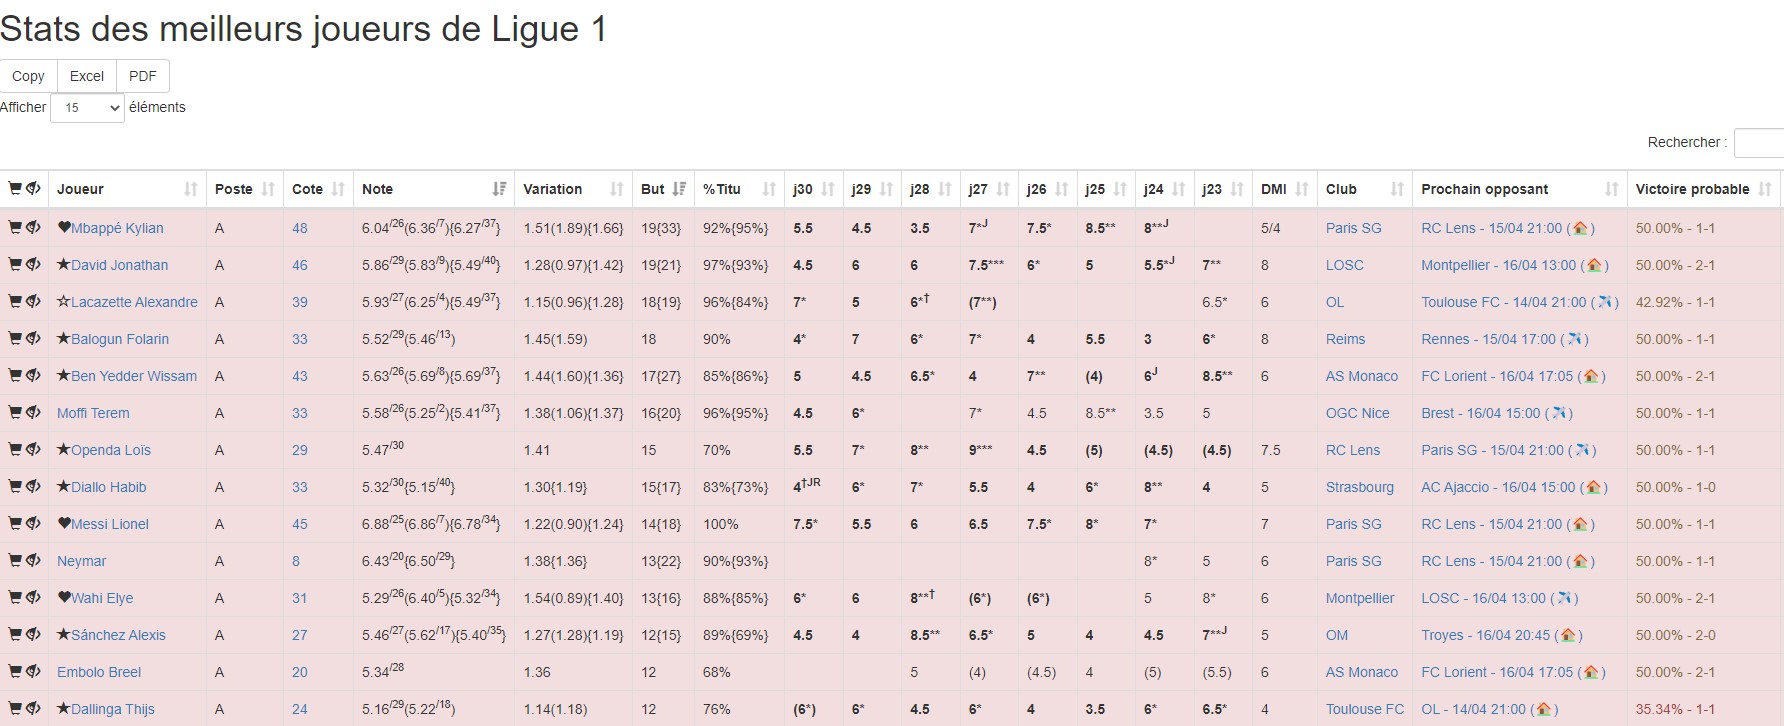 Stats des meilleurs joueurs de Ligue 1
Copy Excel PDF
Afficher 15 éléments
Rechercher :
Joueur Poste Cote Note Variation But %Titu j30 j29 j28 j27 j26 j25 j24 j23 DMI Club Prochain opposant Victoire probable
♥Mbappé Kylian A 48 6.04/26(6.36/7){6.27/37} 1.51(1.89){1.66} 19{33} 92%{95%} 5.5 4.5 3.5 7*J 7.5* 8.5** 8**J 5/4 Paris SG RC Lens - 15/04 21:00 (🏠) 50.00% - 1-1
★David Jonathan A 46 5.86/29(5.83/9){5.49/40} 1.28(0.97){1.42} 19{21} 97%{93%} 4.5 6 6 7.5*** 6* 5 5.5*J 7** 8 LOSC Montpellier - 16/04 13:00 (🏠) 50.00% - 2-1
☆Lacazette Alexandre A 39 5.93/27(6.25/4){5.49/37} 1.15(0.96){1.28} 18{19} 96%{84%} 7* 5 6*† (7**) 6.5* 6 OL Toulouse FC - 14/04 21:00 (✈️) 42.92% - 1-1
★Balogun Folarin A 33 5.52/29(5.46/13) 1.45(1.59) 18 90% 4* 7 6* 7* 4 5.5 3 6* 8 Reims Rennes - 15/04 17:00 (✈️) 50.00% - 1-1
★Ben Yedder Wissam A 43 5.63/26(5.69/8){5.69/37} 1.44(1.60){1.36} 17{27} 85%{86%} 5 4.5 6.5* 4 7** (4) 6J 8.5** 6 AS Monaco FC Lorient - 16/04 17:05 (🏠) 50.00% - 2-1
Moffi Terem A 33 5.58/26(5.25/2){5.41/37} 1.38(1.06){1.37} 16{20} 96%{95%} 4.5 6* 7* 4.5 8.5** 3.5 5 OGC Nice Brest - 16/04 15:00 (✈️) 50.00% - 1-1
★Openda Loïs A 29 5.47/30 1.41 15 70% 5.5 7* 8** 9*** 4.5 (5) (4.5) (4.5) 7.5 RC Lens Paris SG - 15/04 21:00 (✈️) 50.00% - 1-1
★Diallo Habib A 33 5.32/30{5.15/40} 1.30{1.19} 15{17} 83%{73%} 4†JR 6* 7* 5.5 4 6* 8** 4 5 Strasbourg AC Ajaccio - 16/04 15:00 (🏠) 50.00% - 1-0
♥Messi Lionel A 45 6.88/25(6.86/7){6.78/34} 1.22(0.90){1.24} 14{18} 100% 7.5* 5.5 6 6.5 7.5* 8* 7* 7 Paris SG RC Lens - 15/04 21:00 (🏠) 50.00% - 1-1
Neymar A 8 6.43/20{6.50/29} 1.38{1.36} 13{22} 90%{93%} 8* 5 6 Paris SG RC Lens - 15/04 21:00 (🏠) 50.00% - 1-1
♥Wahi Elye A 31 5.29/26(6.40/5){5.32/34} 1.54(0.89){1.40} 13{16} 88%{85%} 6* 6 8**† (6*) (6*) 5 8* 6 Montpellier LOSC - 16/04 13:00 (✈️) 50.00% - 2-1
★Sánchez Alexis A 27 5.46/27(5.62/17){5.40/35} 1.27(1.28){1.19} 12{15} 89%{69%} 4.5 4 8.5** 6.5* 5 4 4.5 7**J 5 OM Troyes - 16/04 20:45 (🏠) 50.00% - 2-0
Embolo Breel A 20 5.34/28 1.36 12 68% 5 (4) (4.5) 4 (5) (5.5) 6 AS Monaco FC Lorient - 16/04 17:05 (🏠) 50.00% - 2-1
★Dallinga Thijs A 24 5.16/29(5.22/18) 1.14(1.18) 12 76% (6*) 6* 4.5 6* 4 3.5 6* 6.5* 4 Toulouse FC OL - 14/04 21:00 (🏠) 35.34% - 1-1